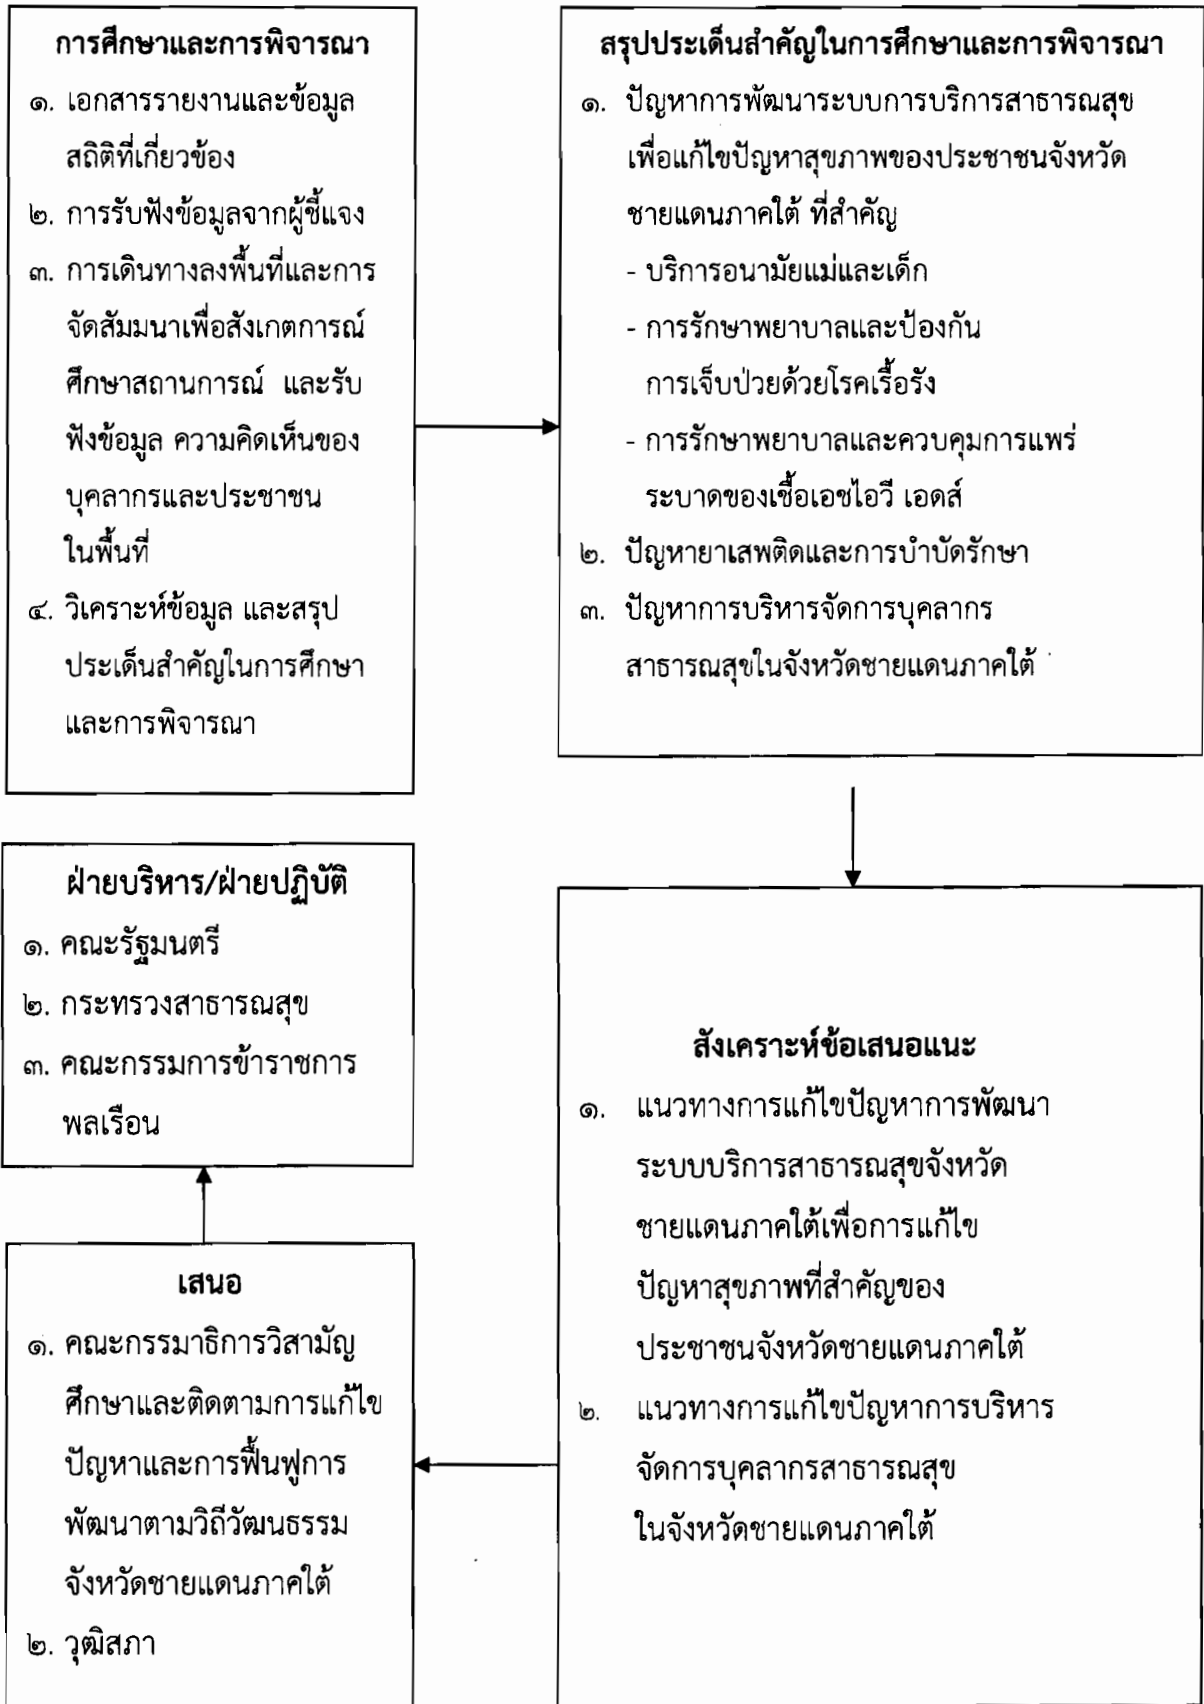 การศึกษาและการพิจารณา
๑. เอกสารรายงานและข้อมูล
สถิติที่เกี่ยวข้อง
๒. การรับฟังข้อมูลจากผู้ชี้แจง
๓. การเดินทางลงพื้นที่และการ
จัดสัมมนาเพื่อสังเกตการณ์
ศึกษาสถานการณ์ และรับ
ฟังข้อมูล ความคิดเห็นของ
บุคลากรและประชาชน
ในพื้นที่
๔. วิเคราะห์ข้อมูล และสรุป
ประเด็นสำคัญในการศึกษา
และการพิจารณา
สรุปประเด็นสำคัญในการศึกษาและการพิจารณา
๑. ปัญหาการพัฒนาระบบการบริการสาธารณสุข
เพื่อแก้ไขปัญหาสุขภาพของประชาชนจังหวัด
ชายแดนภาคใต้ ที่สำคัญ
- บริการอนามัยแม่และเด็ก
- การรักษาพยาบาลและป้องกัน
การเจ็บป่วยด้วยโรคเรื้อรัง
- การรักษาพยาบาลและควบคุมการแพร่
ระบาดของเชื้อเอชไอวี เอดส์
๒. ปัญหายาเสพติดและการบำบัดรักษา
๓. ปัญหาการบริหารจัดการบุคลากร
สาธารณสุขในจังหวัดชายแดนภาคใต้
สังเคราะห์ข้อเสนอแนะ
๑. แนวทางการแก้ไขปัญหาการพัฒนา
ระบบบริการสาธารณสุขจังหวัด
ชายแดนภาคใต้เพื่อการแก้ไข
ปัญหาสุขภาพที่สำคัญของ
ประชาชนจังหวัดชายแดนภาคใต้
๒. แนวทางการแก้ไขปัญหาการบริหาร
จัดการบุคลากรสาธารณสุข
ในจังหวัดชายแดนภาคใต้
เสนอ
๑. คณะกรรมาธิการวิสามัญ
ศึกษาและติดตามการแก้ไข
ปัญหาและการฟื้นฟูการ
พัฒนาตามวิถีวัฒนธรรม
จังหวัดชายแดนภาคใต้
๒. วุฒิสภา
ฝ่ายบริหาร/ฝ่ายปฏิบัติ
๑. คณะรัฐมนตรี
๒. กระทรวงสาธารณสุข
๓. คณะกรรมการข้าราชการ
พลเรือน